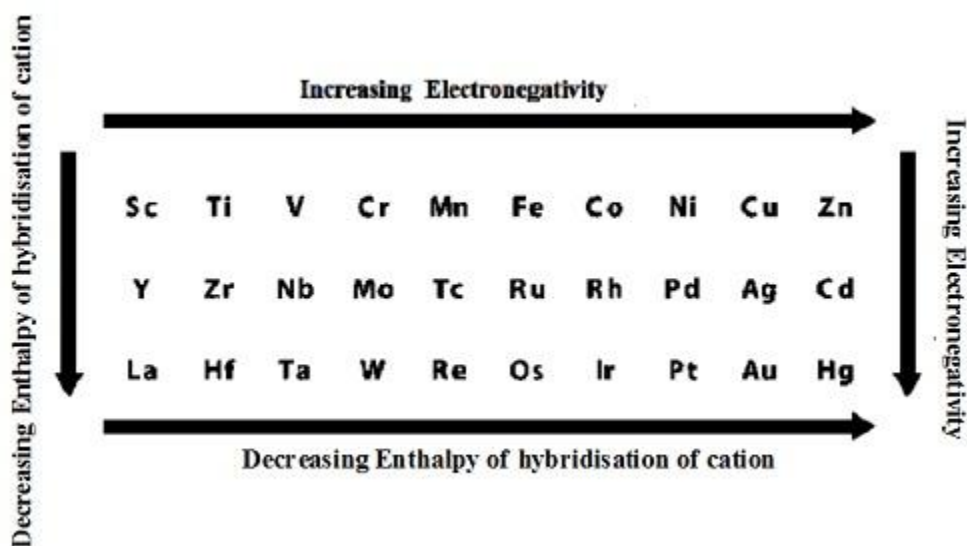 Decreasing Enthalpy of hybridisation of cation
Increasing Electronegativity
Sc Ti V Cr Mn Fe Co Ni Cu Zn
Y Zr Nb Mo Tc Ru Rh Pd Ag Cd
La Hf Ta W Re Os Ir Pt Au Hg
Increasing Electronegativity
Decreasing Enthalpy of hybridisation of cation